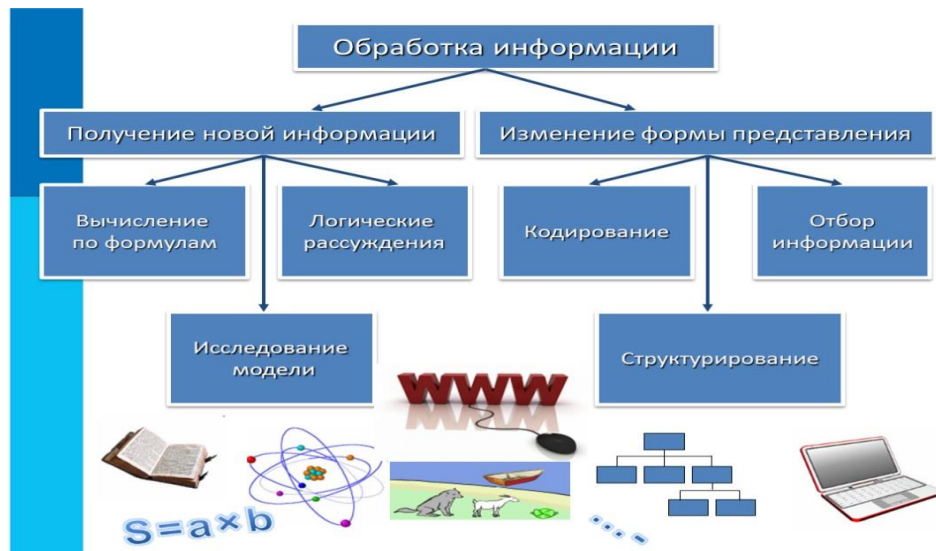 Обработка информации
Получение новой информации
Изменение формы представления
Вычисление
по формулам
Логические
рассуждения
Кодирование
Отбор
информации
Исследование
модели
Структурирование
WWW
S=a×b
...-